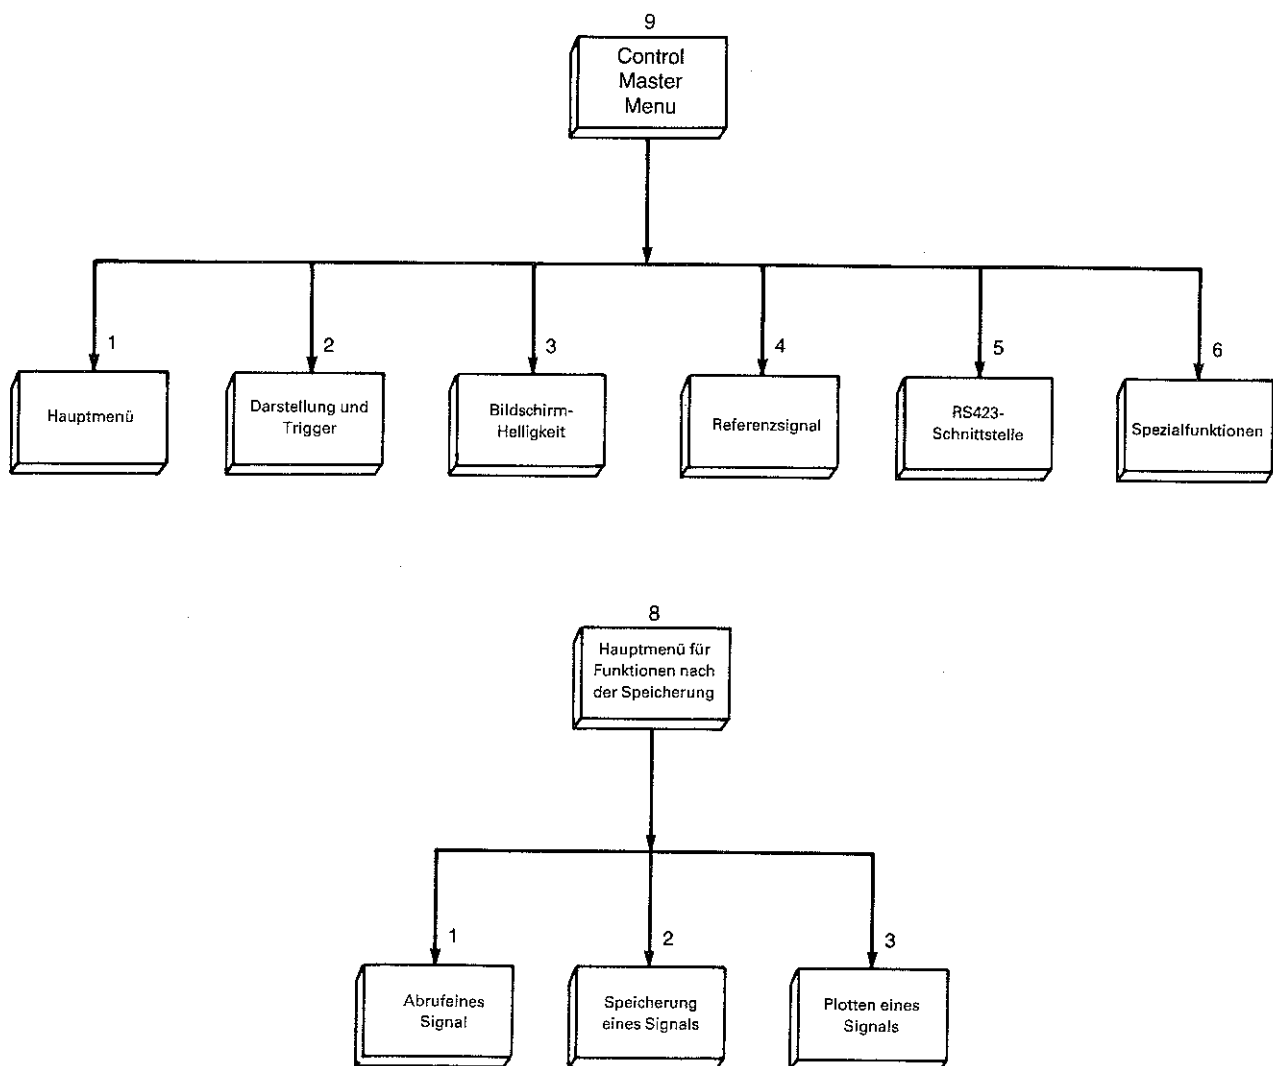 9
Control
Master
Menu
1
2
3
4
5
6
Hauptmenü
Darstellung und
Trigger
Bildschirm-
Helligkeit
Referenzsignal
RS423-
Schnittstelle
Spezialfunktionen
8
Hauptmenü für
Funktionen nach
der Speicherung
1
2
3
Abrufeines
Signal
Speicherung
eines Signals
Plotten eines
Signals